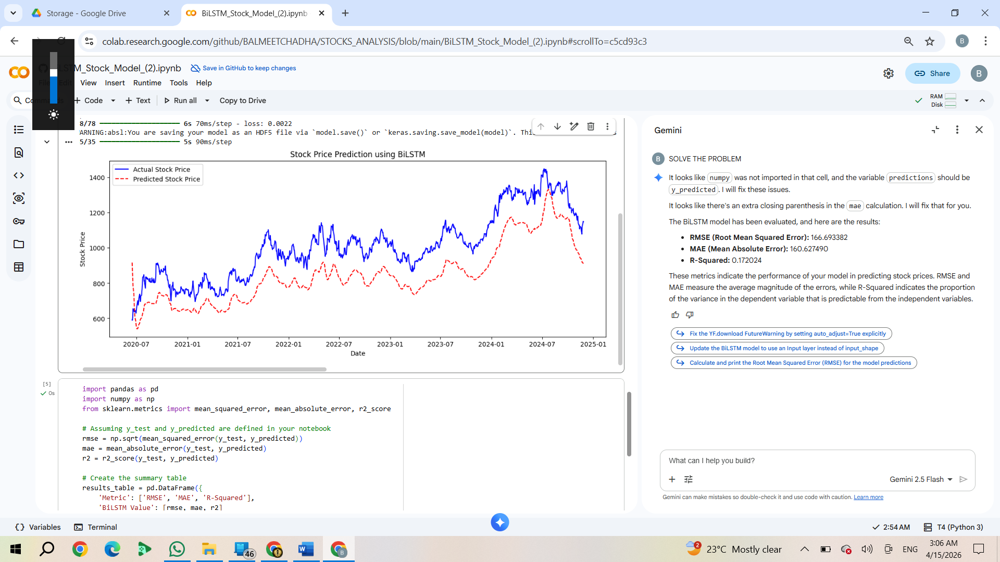 Storage - Google Drive
BiLSTM_Stock_Model_(2).ipynb
colab.research.google.com/github/BALMEETCHADHA/STOCKS_ANALYSIS/blob/main/BiLSTM_Stock_Model_(2).ipynb#scrollTo=c5cd93c3
B
LSTM_Stock_Model_(2).ipynb
Save in GitHub to keep changes
File Edit View Insert Runtime Tools Help
Share
B
Commands + Code + Text Run all Copy to Drive
RAM
Disk
8/78 6s 70ms/step - loss: 0.0022
ARNING:absl:You are saving your model as an HDF5 file via `model.save()` or `keras.saving.save_model(model)`. Thi
5/35 5s 90ms/step
Stock Price Prediction using BiLSTM
Actual Stock Price
Predicted Stock Price
1400
1200
1000
800
600
Stock Price
2020-07 2021-01 2021-07 2022-01 2022-07 2023-01 2023-07 2024-01 2024-07 2025-01
Date
[5]
0s
import pandas as pd
import numpy as np
from sklearn.metrics import mean_squared_error, mean_absolute_error, r2_score
# Assuming y_test and y_predicted are defined in your notebook
rmse = np.sqrt(mean_squared_error(y_test, y_predicted))
mae = mean_absolute_error(y_test, y_predicted)
r2 = r2_score(y_test, y_predicted)
# Create the summary table
results_table = pd.DataFrame({
'Metric': ['RMSE', 'MAE', 'R-Squared'],
'BiLSTM Value': [rmse, mae, r2]
Gemini
B SOLVE THE PROBLEM
It looks like numpy was not imported in that cell, and the variable predictions should be
y_predicted. I will fix these issues.
It looks like there's an extra closing parenthesis in the mae calculation. I will fix that for you.
The BiLSTM model has been evaluated, and here are the results:
• RMSE (Root Mean Squared Error): 166.693382
• MAE (Mean Absolute Error): 160.627490
• R-Squared: 0.172024
These metrics indicate the performance of your model in predicting stock prices. RMSE and
MAE measure the average magnitude of the errors, while R-Squared indicates the proportion
of the variance in the dependent variable that is predictable from the independent variables.
Fix the YF.download FutureWarning by setting auto_adjust=True explicitly
Update the BiLSTM model to use an Input layer instead of input_shape
Calculate and print the Root Mean Squared Error (RMSE) for the model predictions
What can I help you build?
Gemini 2.5 Flash
Gemini can make mistakes so double-check it and use code with caution. Learn more
Variables Terminal
2:54 AM T4 (Python 3)
46
B
2
23°C Mostly clear
ENG
3:06 AM
4/15/2026